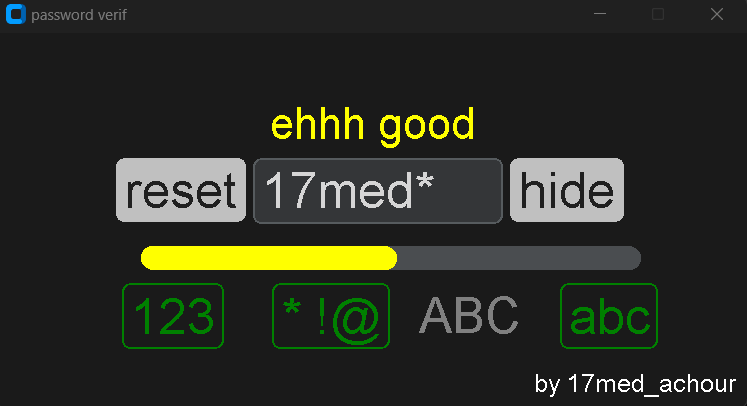 password verif
ehhh good
reset 17med* hide
123 * !@ ABC abc
by 17med_achour